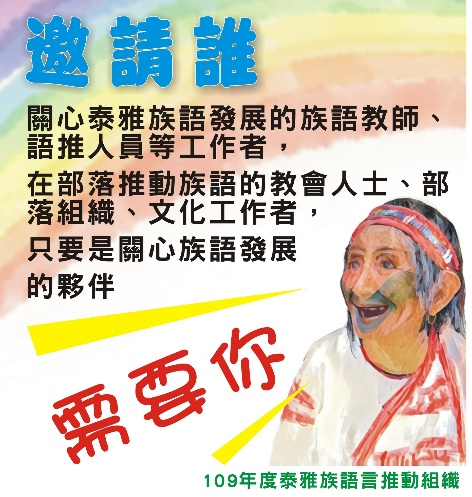 邀請誰
關心泰雅族語發展的族語教師、
語推人員等工作者，
在部落推動族語的教會人士、部
落組織、文化工作者，
只要是關心族語發展
的夥伴
需要你
109年度泰雅族語言推動組織